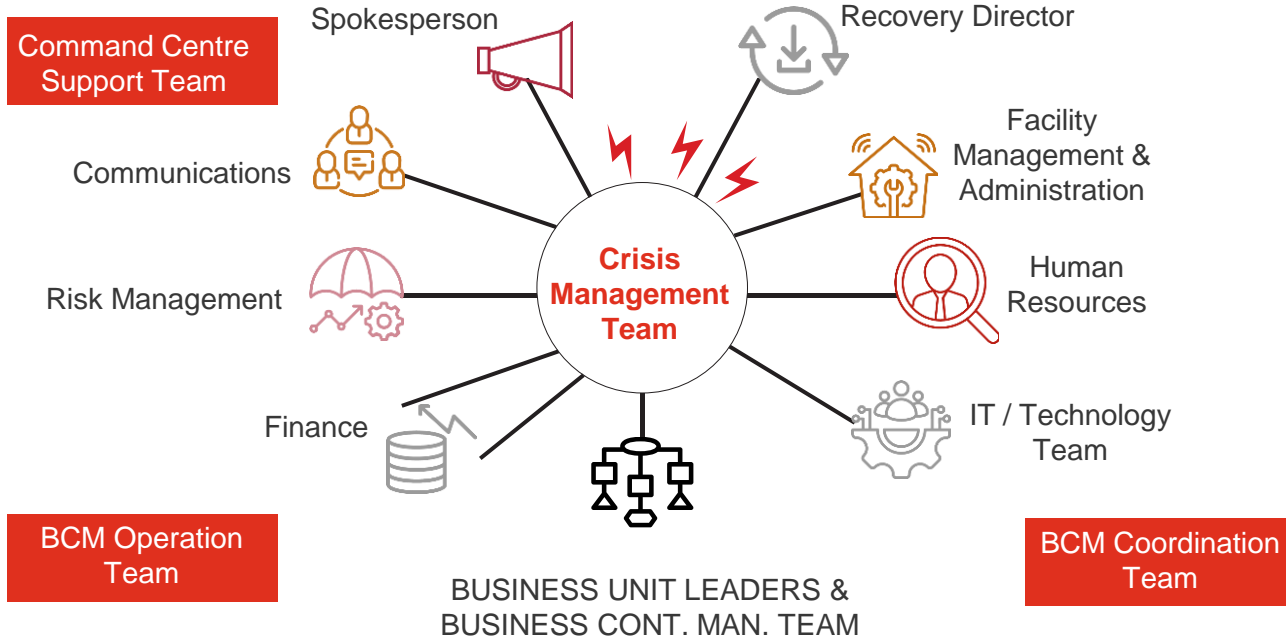 Spokesperson
Recovery Director
Command Centre
Support Team
Communications
Facility
Management &
Administration
Risk Management
Crisis
Management
Team
Human
Resources
Finance
IT / Technology
Team
BCM Operation
Team
BUSINESS UNIT LEADERS &
BUSINESS CONT. MAN. TEAM
BCM Coordination
Team